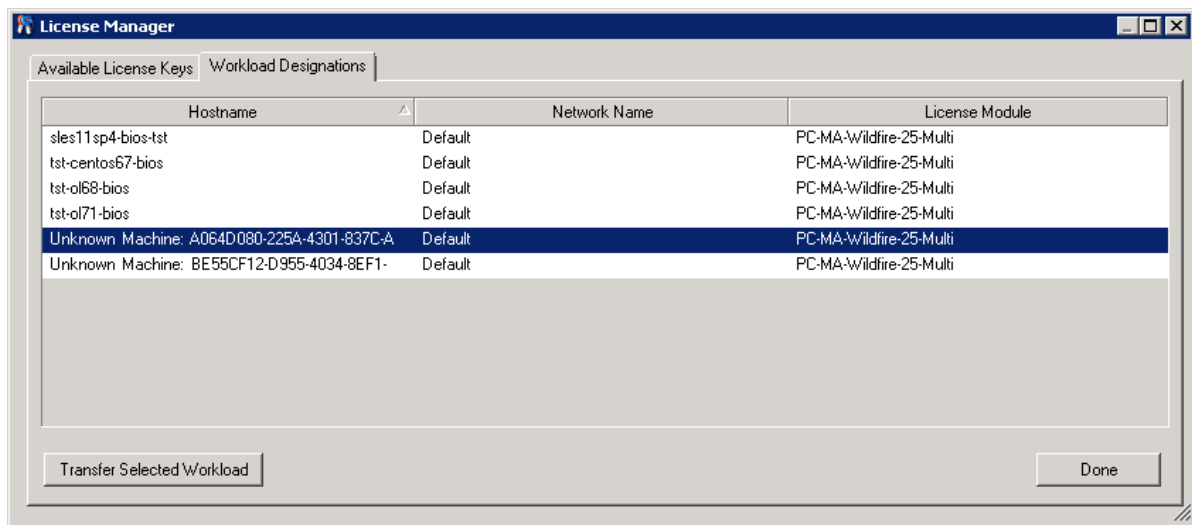 License Manager
Available License Keys Workload Designations
Hostname Network Name License Module
sles11sp4-bios-tst Default PC-MA-Wildfire-25-Multi
tst-centos67-bios Default PC-MA-Wildfire-25-Multi
tst-ol68-bios Default PC-MA-Wildfire-25-Multi
tst-ol71-bios Default PC-MA-Wildfire-25-Multi
Unknown Machine: A064D080-225A-4301-837C-A Default PC-MA-Wildfire-25-Multi
Unknown Machine: BE55CF12-D955-4034-8EF1- Default PC-MA-Wildfire-25-Multi
Transfer Selected Workload Done